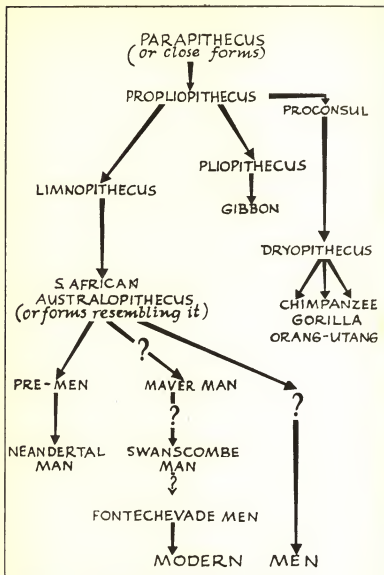 PARAPITHECUS
(or close forms)
PROPLIOPITHECUS
PROCONSUL
PLIOPITHECUS
LIMNOPITHECUS
GIBBON
DRYOPITHECUS
S. AFRICAN
AUSTRALOPITHECUS
(or forms resembling it)
CHIMPANZEE
GORILLA
ORANG-UTANG
?
PRE-MEN
MAVER MAN
?
?
NEANDERTAL
MAN
SWANSCOMBE
MAN
?
FONTECHEVADE MEN
MODERN MEN